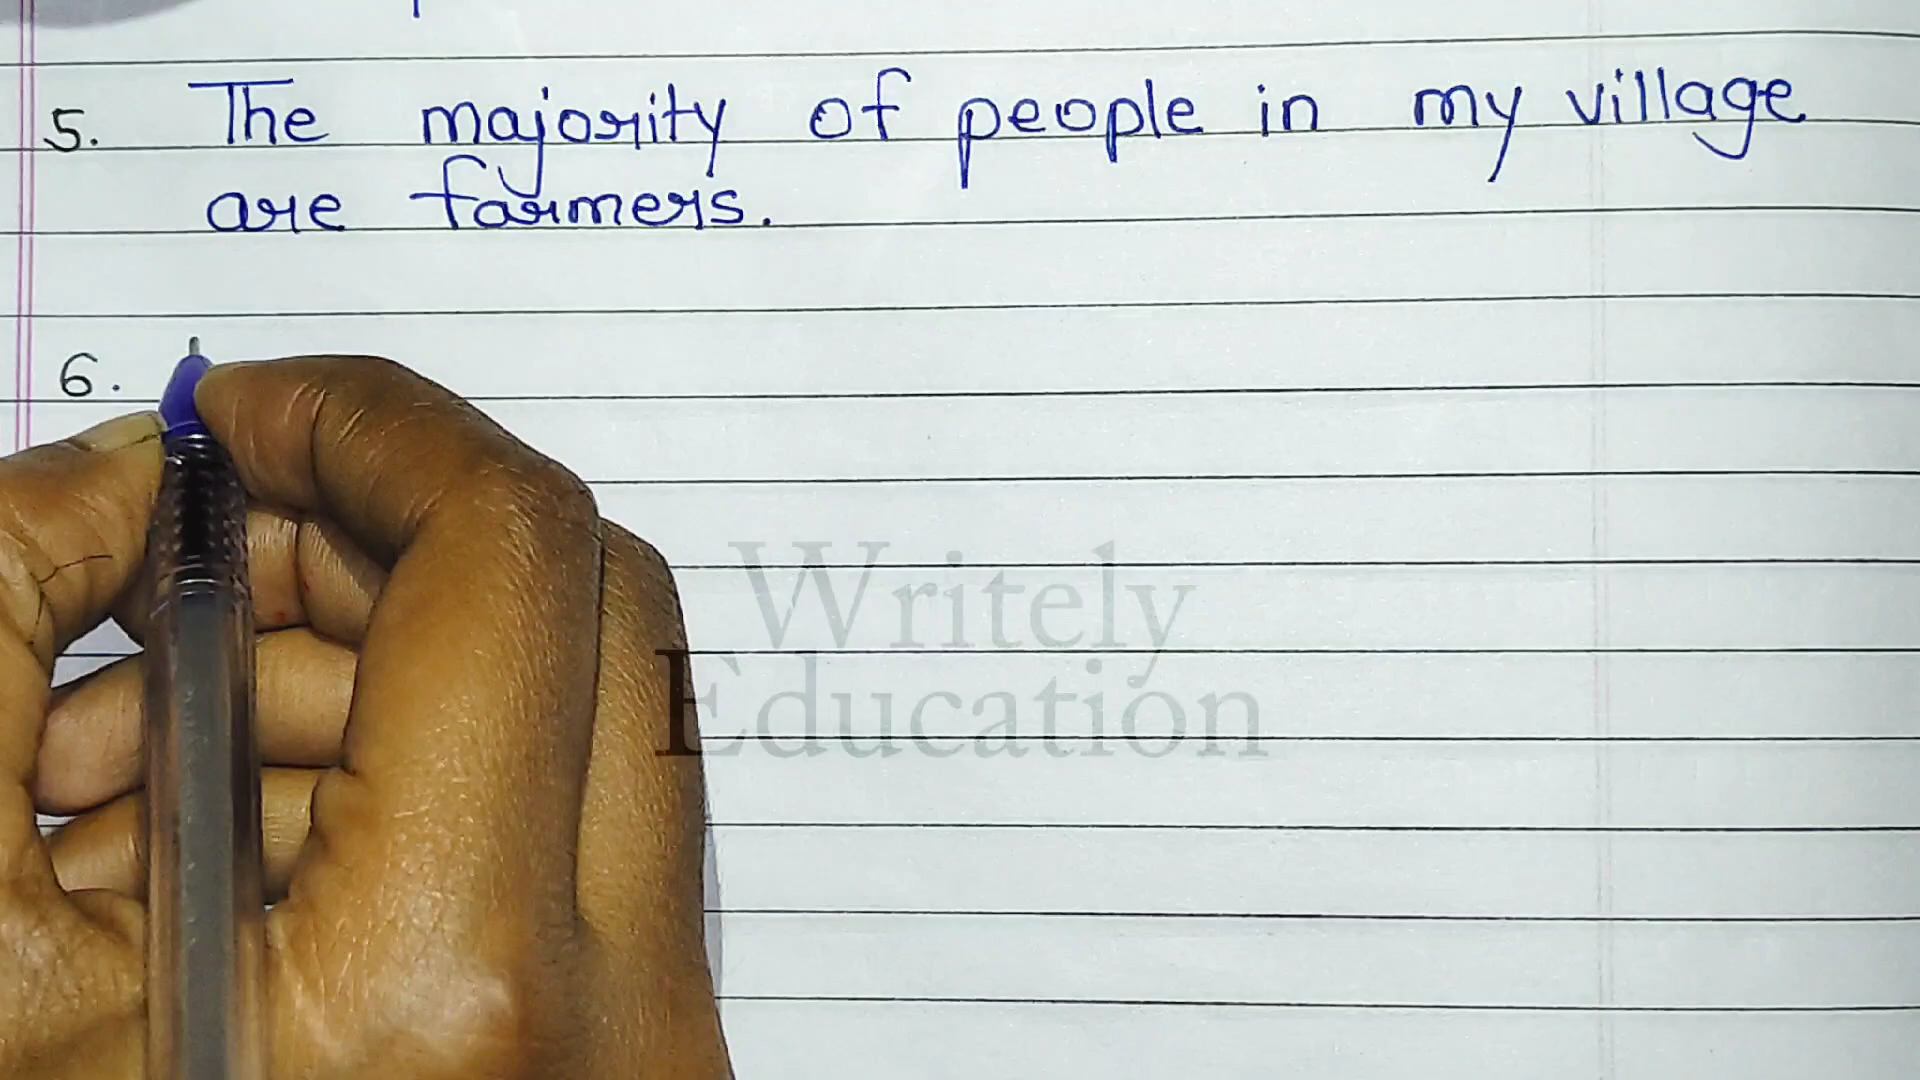 5. The majority of people in my village
are farmers.
6.
Writely
Education